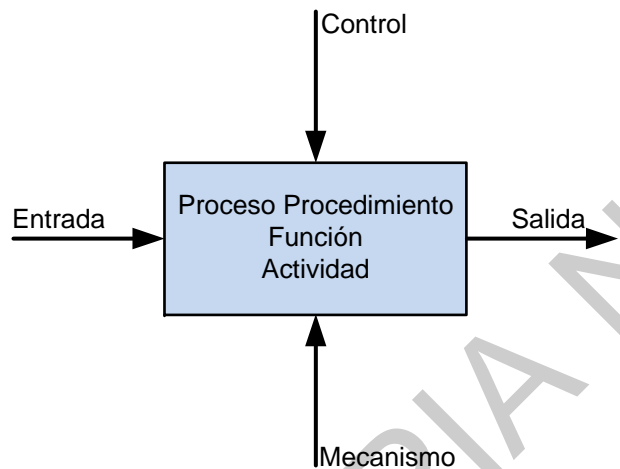 Control
Entrada
Proceso Procedimiento
Función
Actividad
Salida
Mecanismo